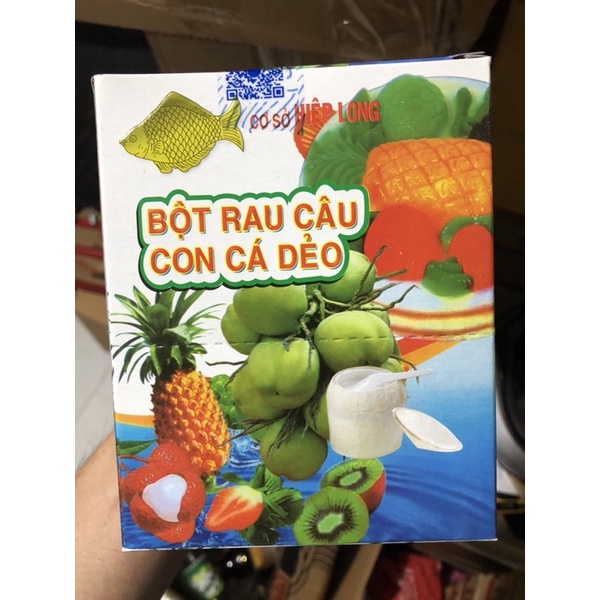 CƠ SỞ HIỆP LONG
BỘT RAU CÂU
CON CÁ DẺO